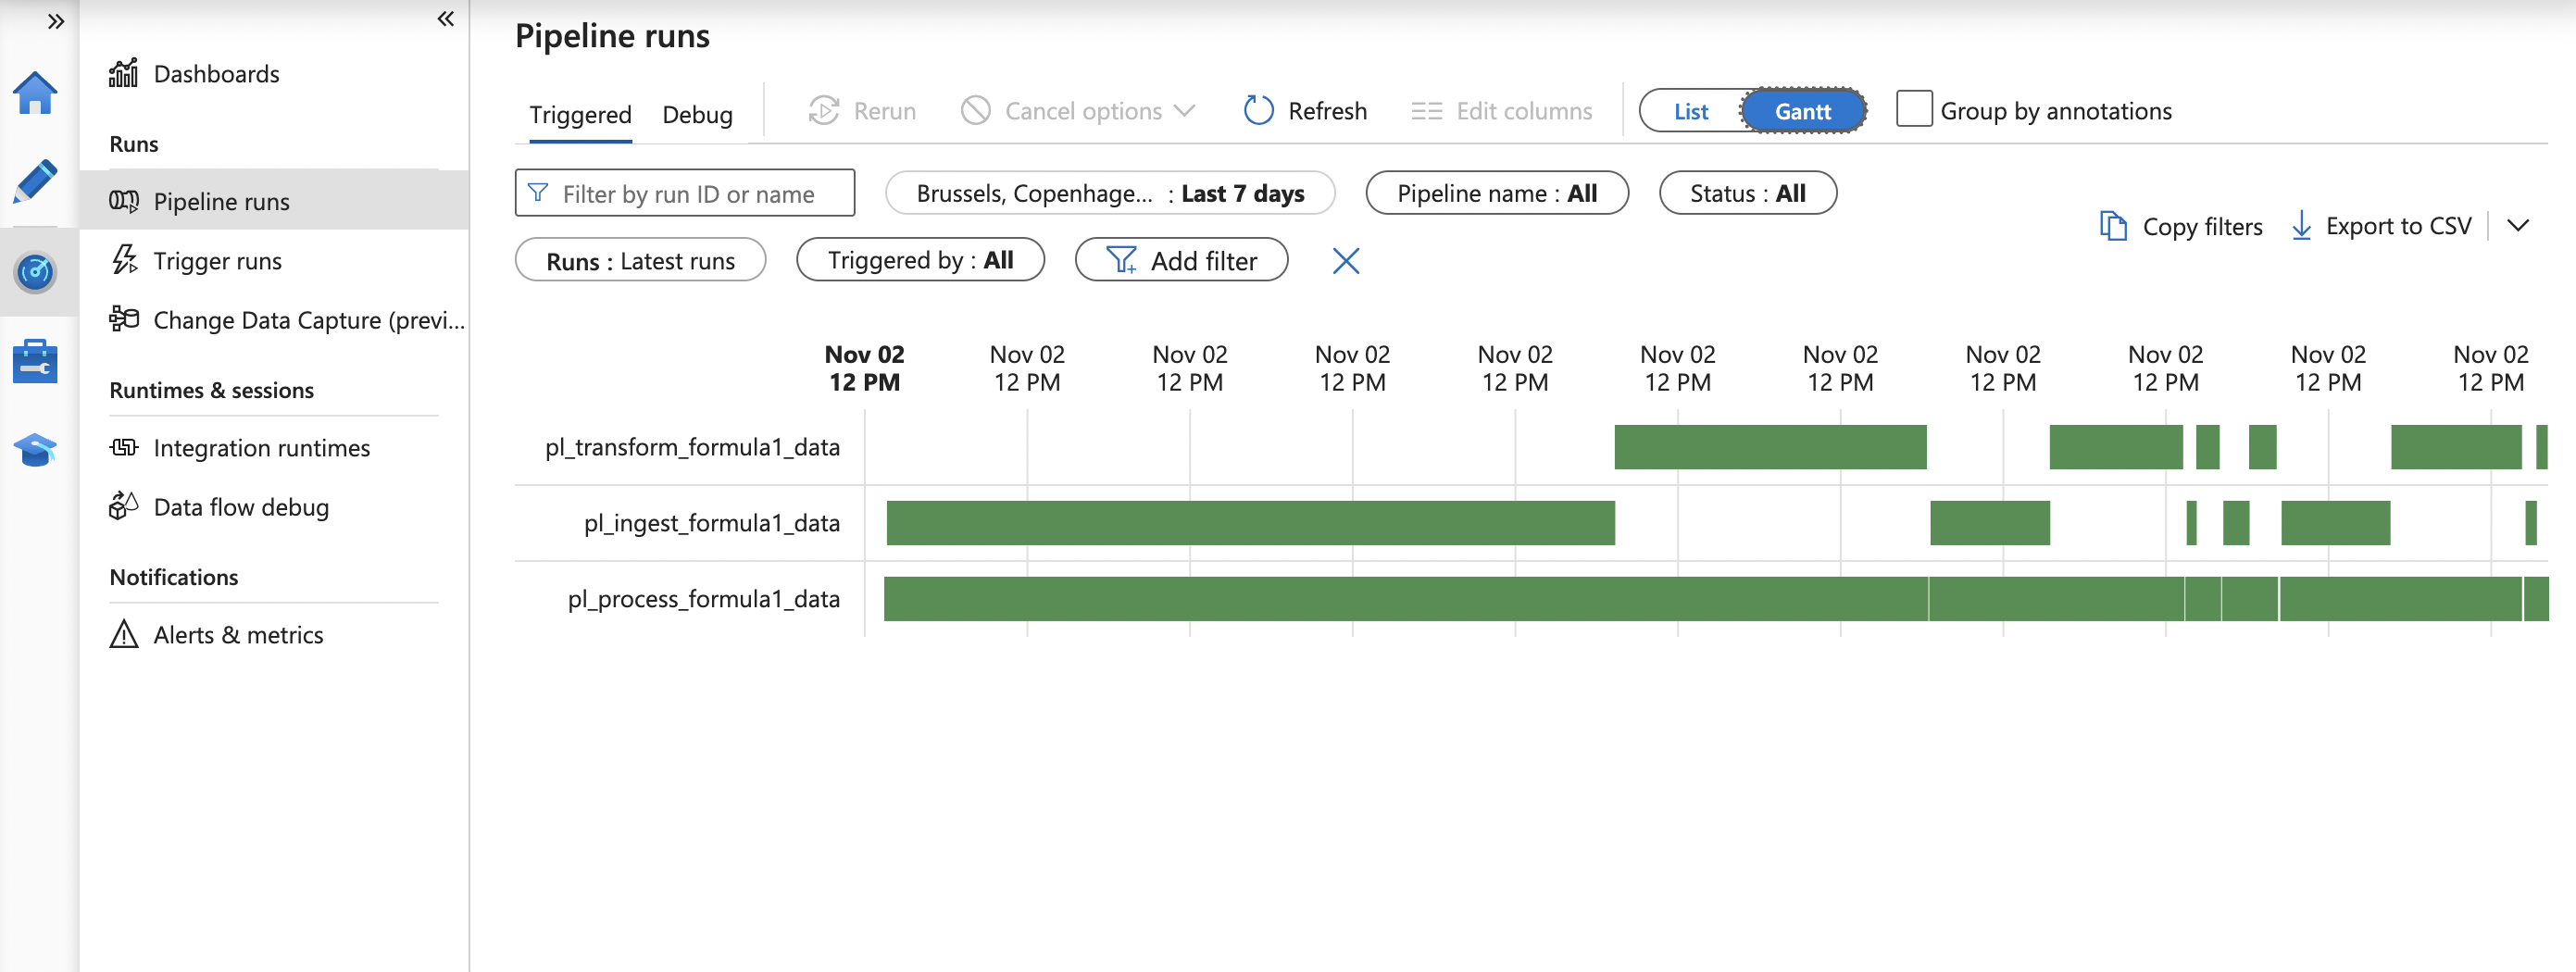 Dashboards
Runs
Pipeline runs
Trigger runs
Change Data Capture (previ...
Runtimes & sessions
Integration runtimes
Data flow debug
Notifications
Alerts & metrics
Pipeline runs
Triggered Debug Rerun Cancel options Refresh Edit columns List Gantt Group by annotations
Filter by run ID or name Brussels, Copenhage... : Last 7 days Pipeline name : All Status : All
Copy filters Export to CSV
Runs : Latest runs Triggered by : All Add filter
Nov 02 Nov 02 Nov 02 Nov 02 Nov 02 Nov 02 Nov 02 Nov 02 Nov 02 Nov 02 Nov 02
12 PM 12 PM 12 PM 12 PM 12 PM 12 PM 12 PM 12 PM 12 PM 12 PM 12 PM
pl_transform_formula1_data
pl_ingest_formula1_data
pl_process_formula1_data